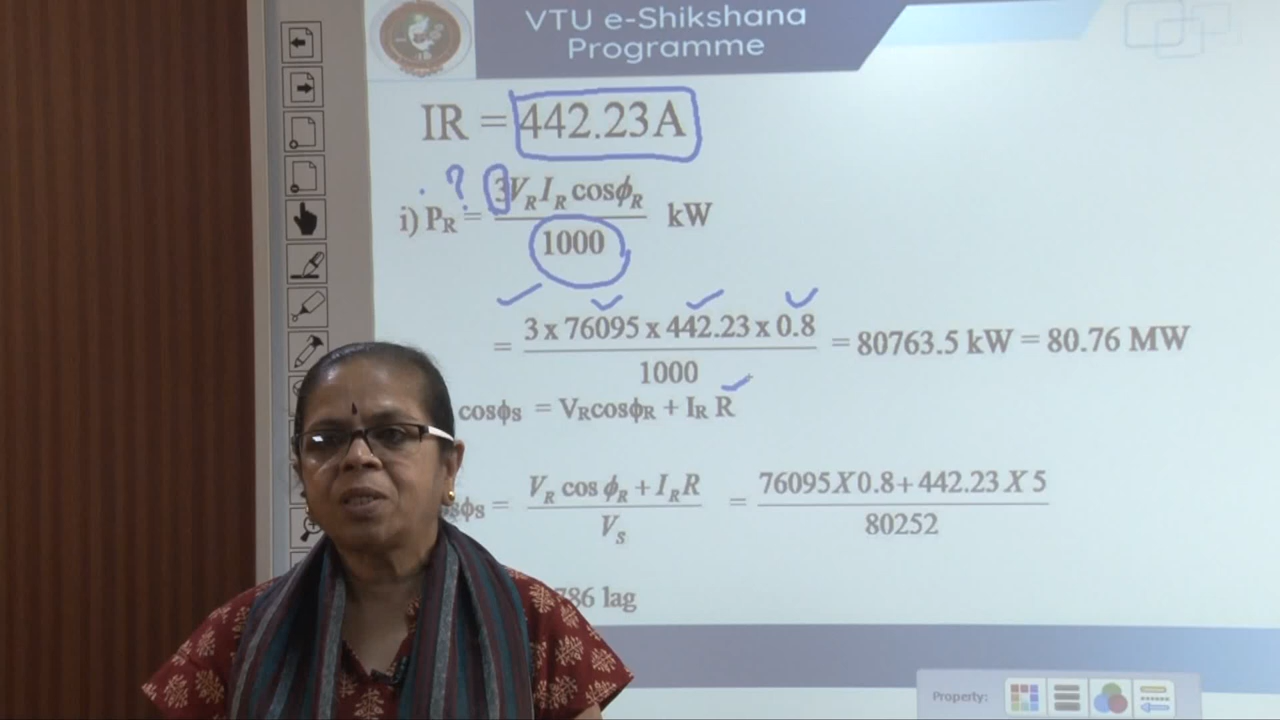 VTU e-Shikshana
Programme
IR = 442.23A
?
i) PR = 3VR IR cosϕR / 1000 kW
= 3 x 76095 x 442.23 x 0.8 / 1000 = 80763.5 kW = 80.76 MW
cosϕs = VRcosϕR + IR R
ϕs = VR cos ϕR + IR R / Vs = 76095 X 0.8 + 442.23 X 5 / 80252
86 lag
Property: